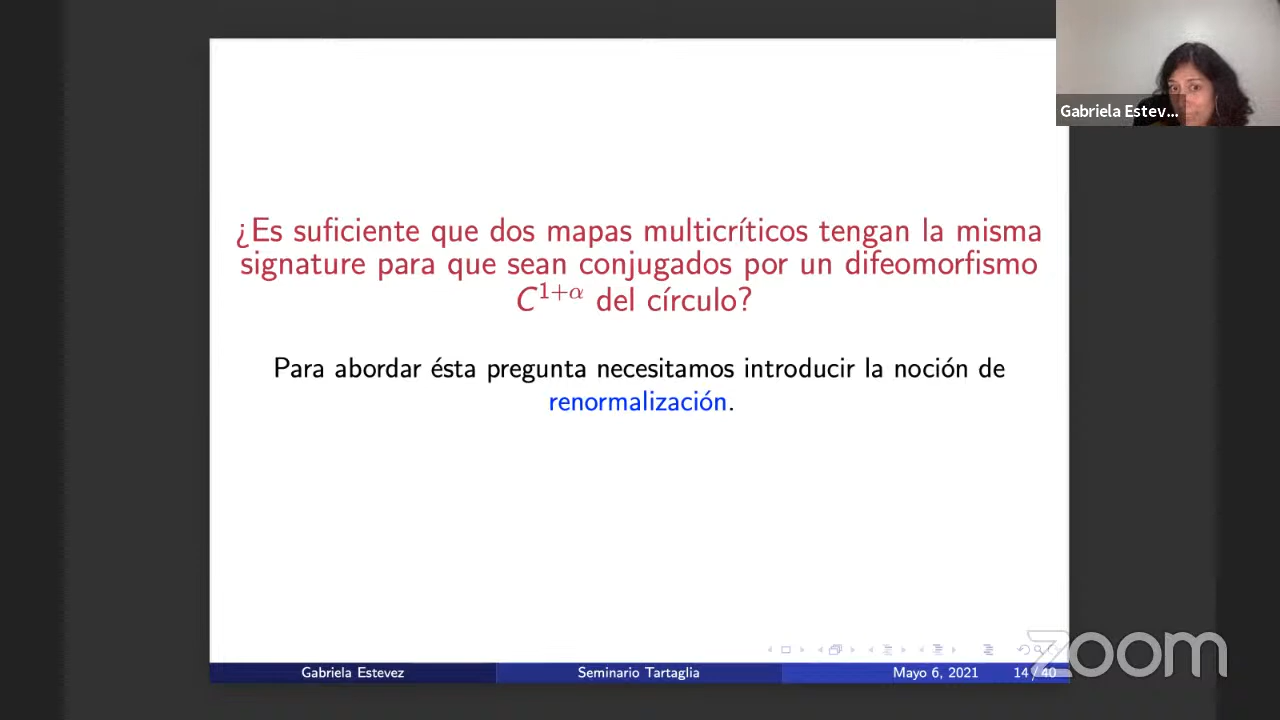 Gabriela Estev...
¿Es suficiente que dos mapas multicríticos tengan la misma
signature para que sean conjugados por un difeomorfismo
C^{1+α} del círculo?
Para abordar ésta pregunta necesitamos introducir la noción de
renormalización.
Gabriela Estevez
Seminario Tartaglia
Mayo 6, 2021
14 / 40
zoom